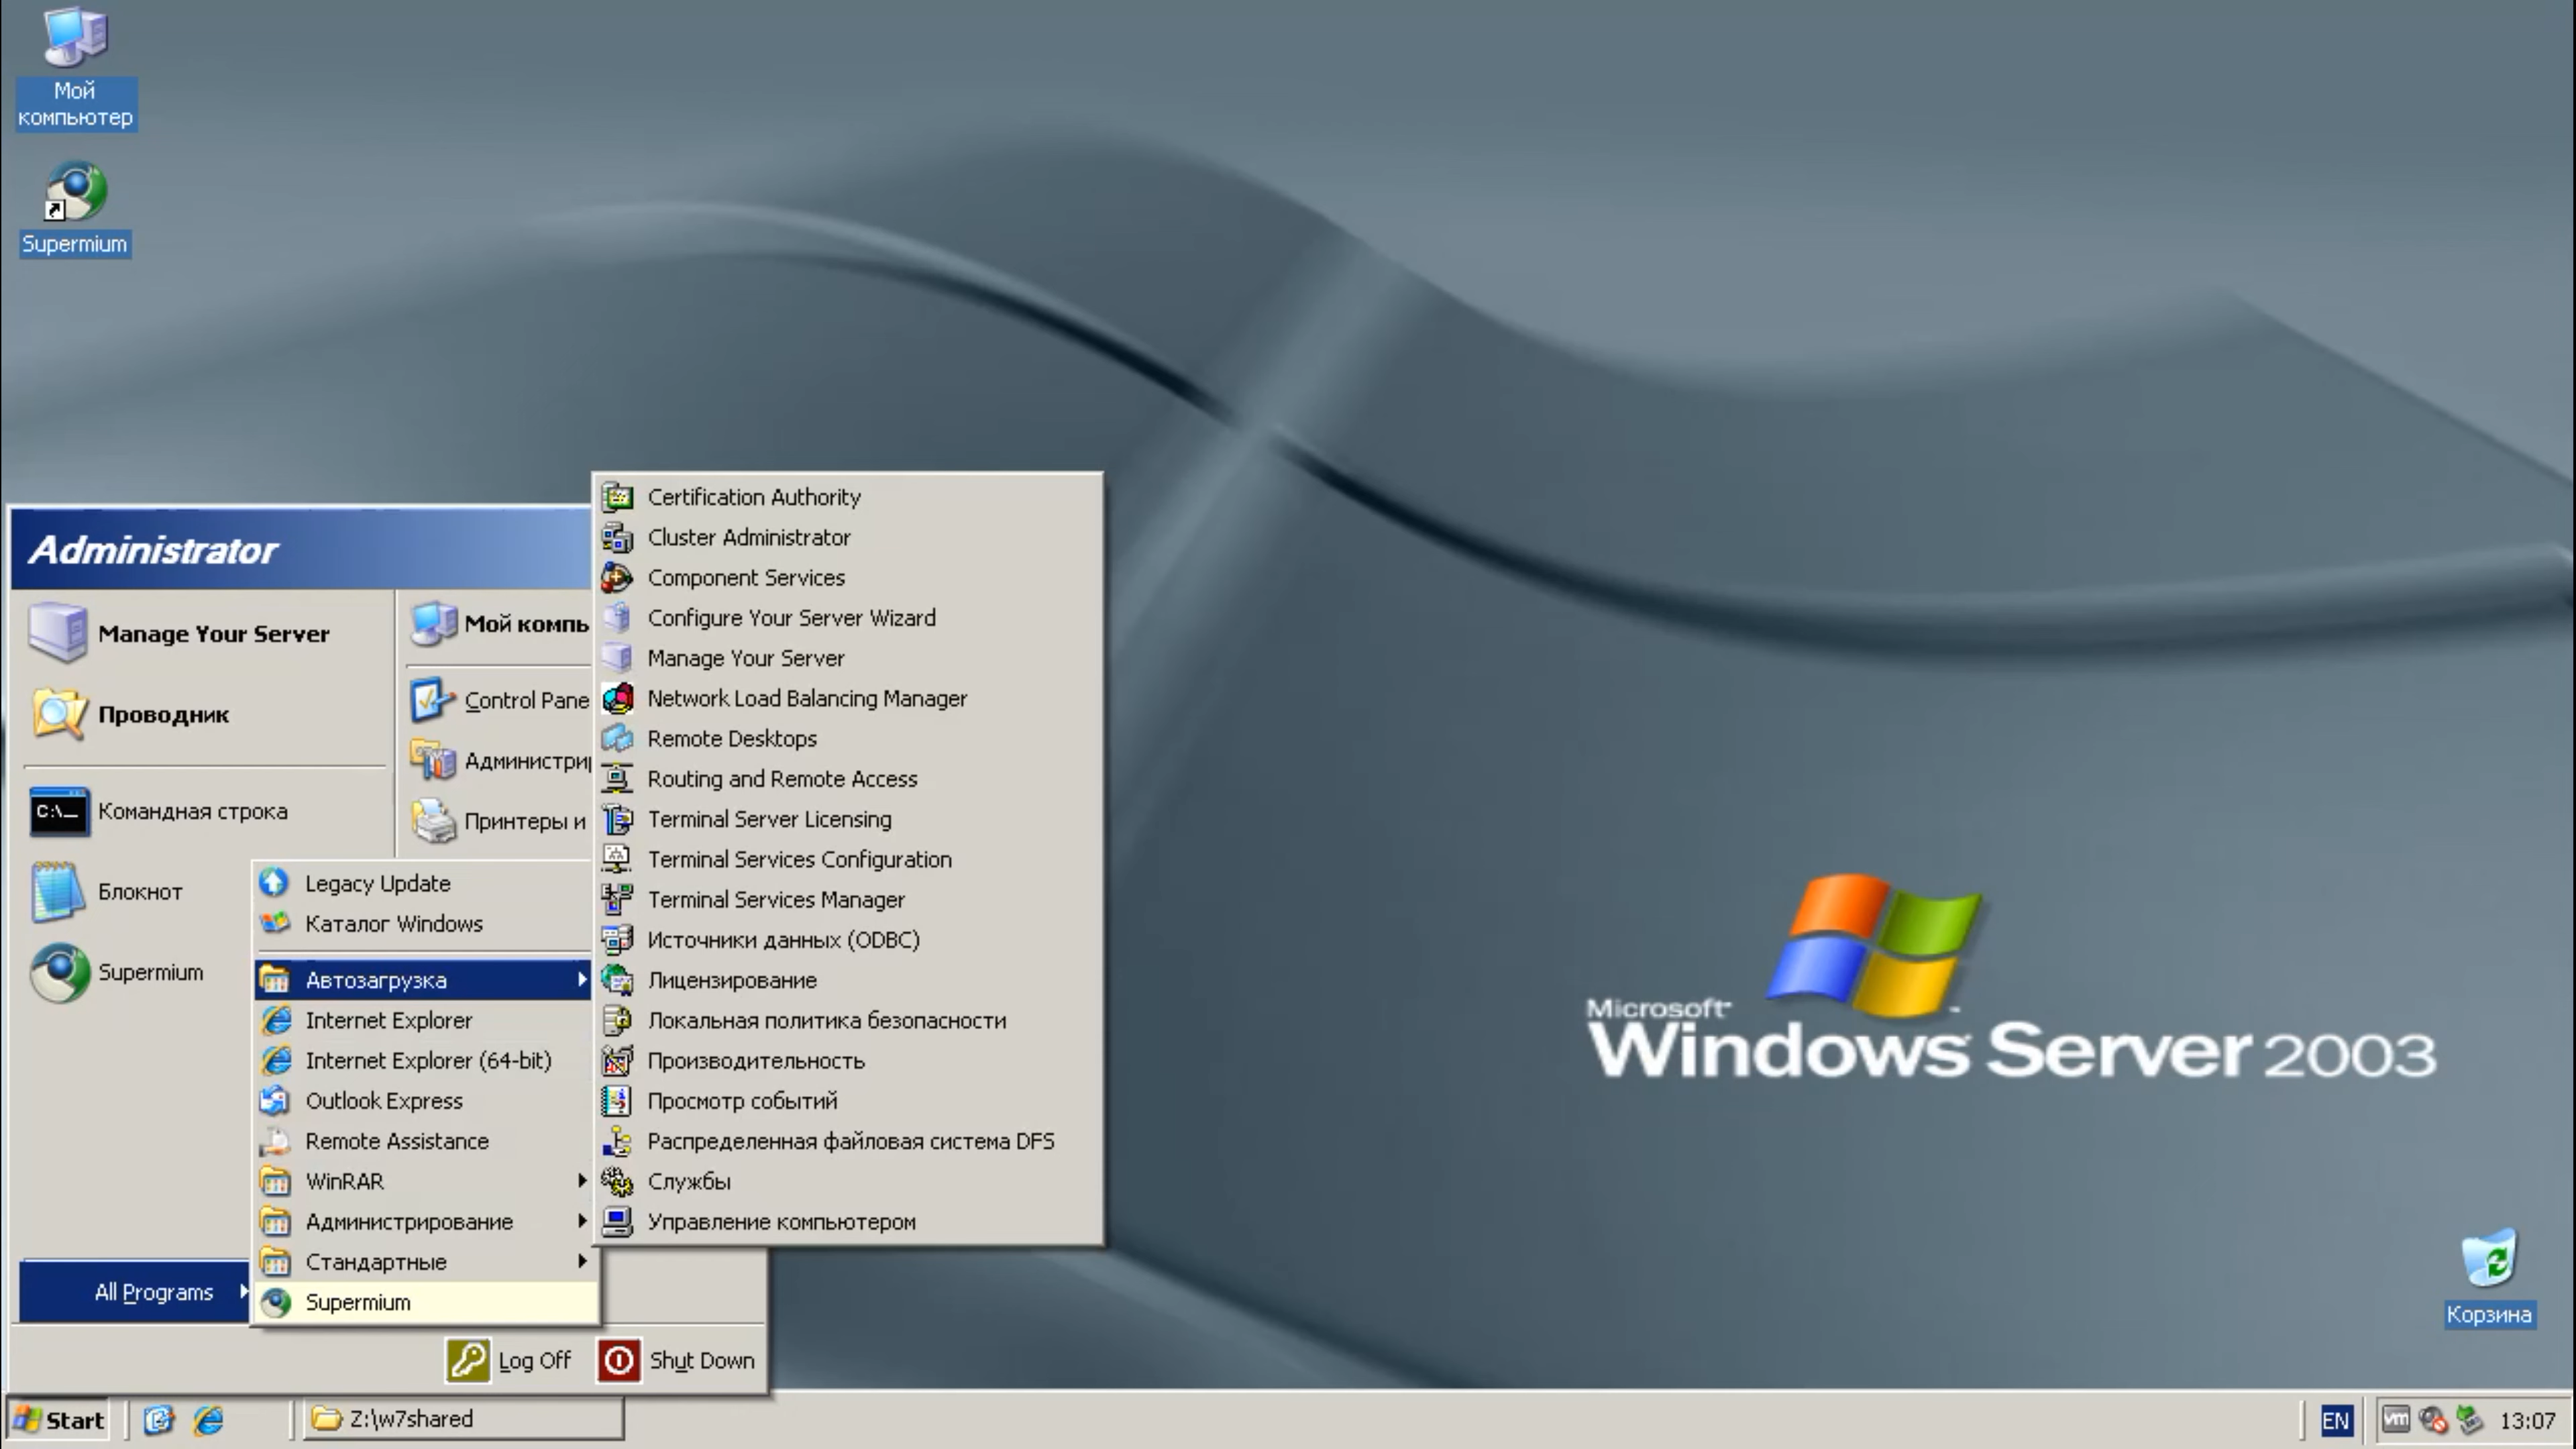 Мой
компьютер
Supermium
Administrator
Manage Your Server
Проводник
Командная строка
Блокнот
Supermium
All Programs
Мой компь
Control Pane
Администри
Принтеры и
Legacy Update
Каталог Windows
Автозагрузка
Internet Explorer
Internet Explorer (64-bit)
Outlook Express
Remote Assistance
WinRAR
Администрирование
Стандартные
Supermium
Certification Authority
Cluster Administrator
Component Services
Configure Your Server Wizard
Manage Your Server
Network Load Balancing Manager
Remote Desktops
Routing and Remote Access
Terminal Server Licensing
Terminal Services Configuration
Terminal Services Manager
Источники данных (ODBC)
Лицензирование
Локальная политика безопасности
Производительность
Просмотр событий
Распределенная файловая система DFS
Службы
Управление компьютером
Log Off
Shut Down
Microsoft
Windows Server 2003
Корзина
Start
Z:\w7shared
EN
vm
13:07
C:\_